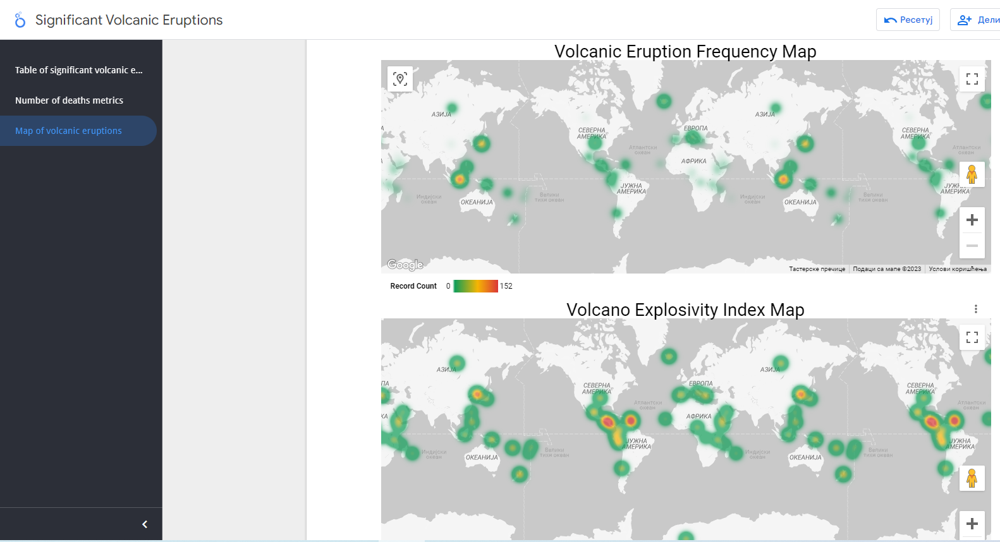 Significant Volcanic Eruptions
Ресетуј
Дели
Table of significant volcanic e...
Number of deaths metrics
Map of volcanic eruptions
Volcanic Eruption Frequency Map
АЗИЈА
СЕВЕРНА
АМЕРИКА
Атлантски
океан
ЕВРОПА
АФРИКА
ЈУЖНА
АМЕРИКА
Индијски
океан
ОКЕАНИЈА
Велики
тихи океан
АЗИЈА
СЕВЕРНА
АМЕРИКА
Атлантски
океан
Индијски
океан
ОКЕАНИЈА
Велики
тихи океан
ЈУЖНА
АМЕРИКА
Google
Тастерске пречице
Подаци са мапе ©2023
Услови коришћења
Record Count 0 152
Volcano Explosivity Index Map
АЗИЈА
ПА
КА
СЕВЕРНА
АМЕРИКА
Атлантски
океан
ЕВРОПА
АФРИКА
ЈУЖНА
АМЕРИКА
Индијски
океан
ОКЕАНИЈА
Велики
тихи океан
АЗИЈА
СЕВЕРНА
АМЕРИКА
Атлантски
океан
Индијски
океан
ОКЕАНИЈА
Велики
тихи океан
ЈУЖНА
АМЕРИКА